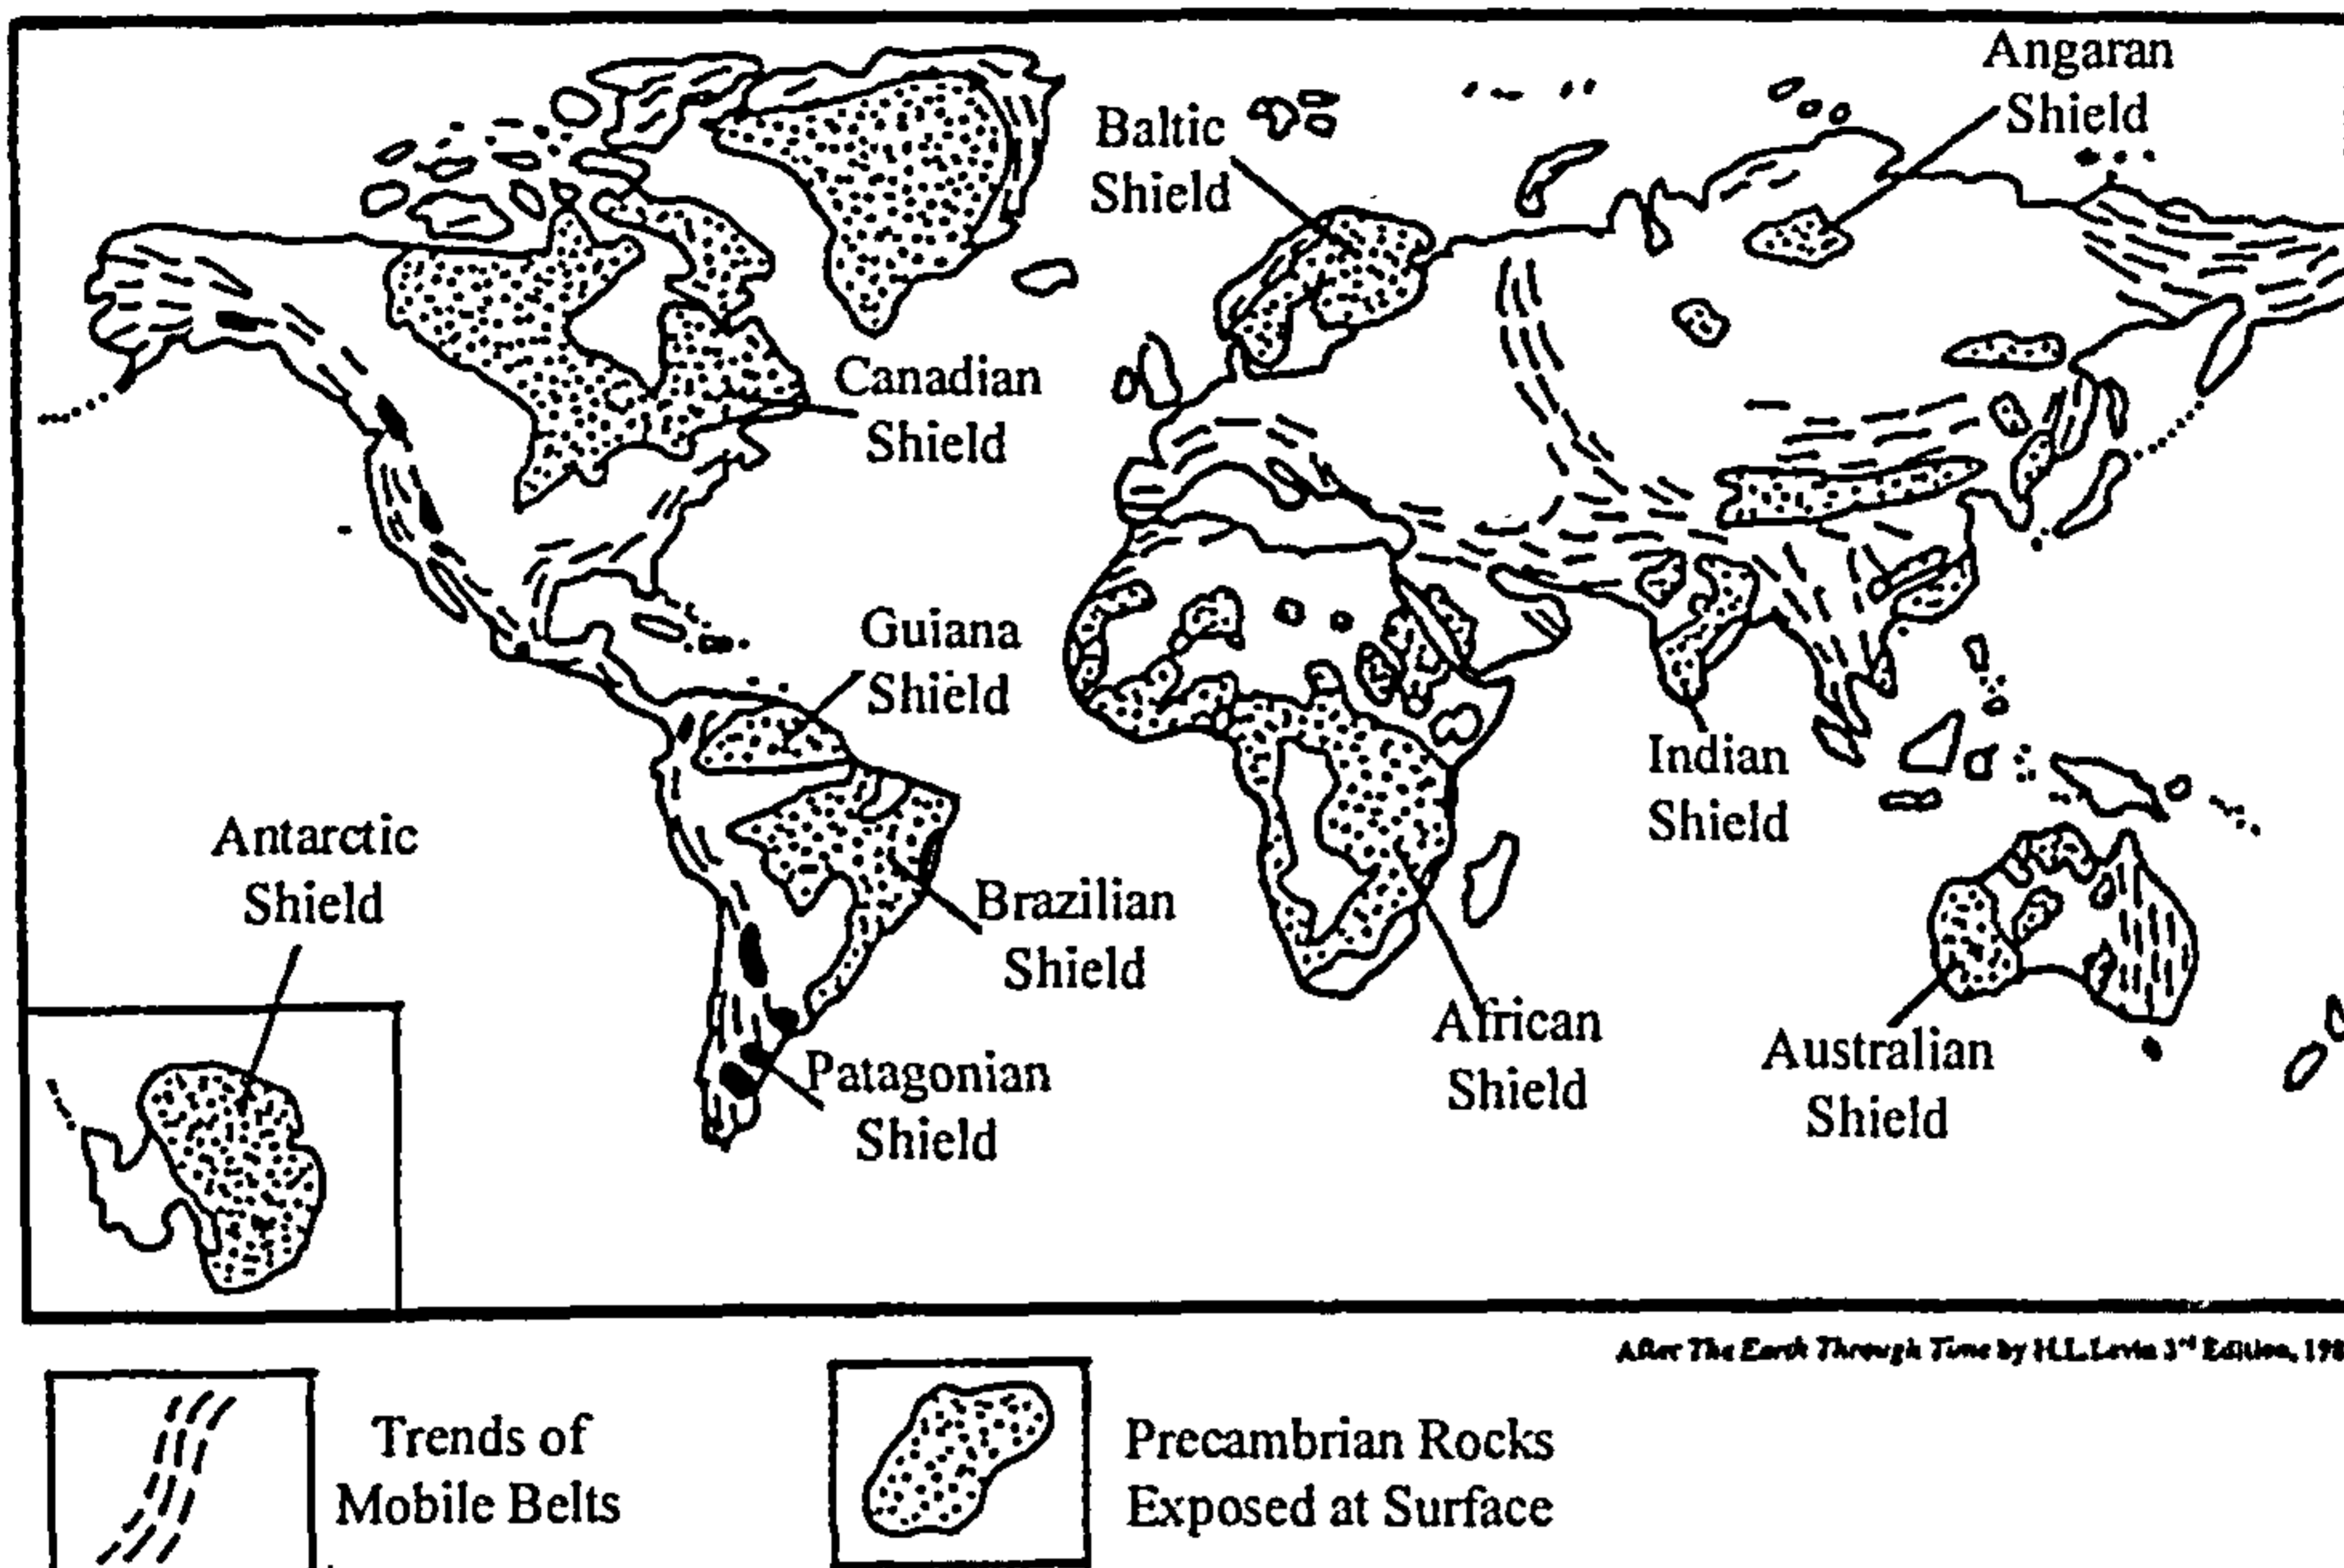 Angaran
Shield
Baltic
Shield
Canadian
Shield
Guiana
Shield
Indian
Shield
Antarctic
Shield
Brazilian
Shield
African
Shield
Australian
Shield
Patagonian
Shield
After The Earth Through Time by H.L.Levin 3rd Edition, 198
Trends of
Mobile Belts
Precambrian Rocks
Exposed at Surface